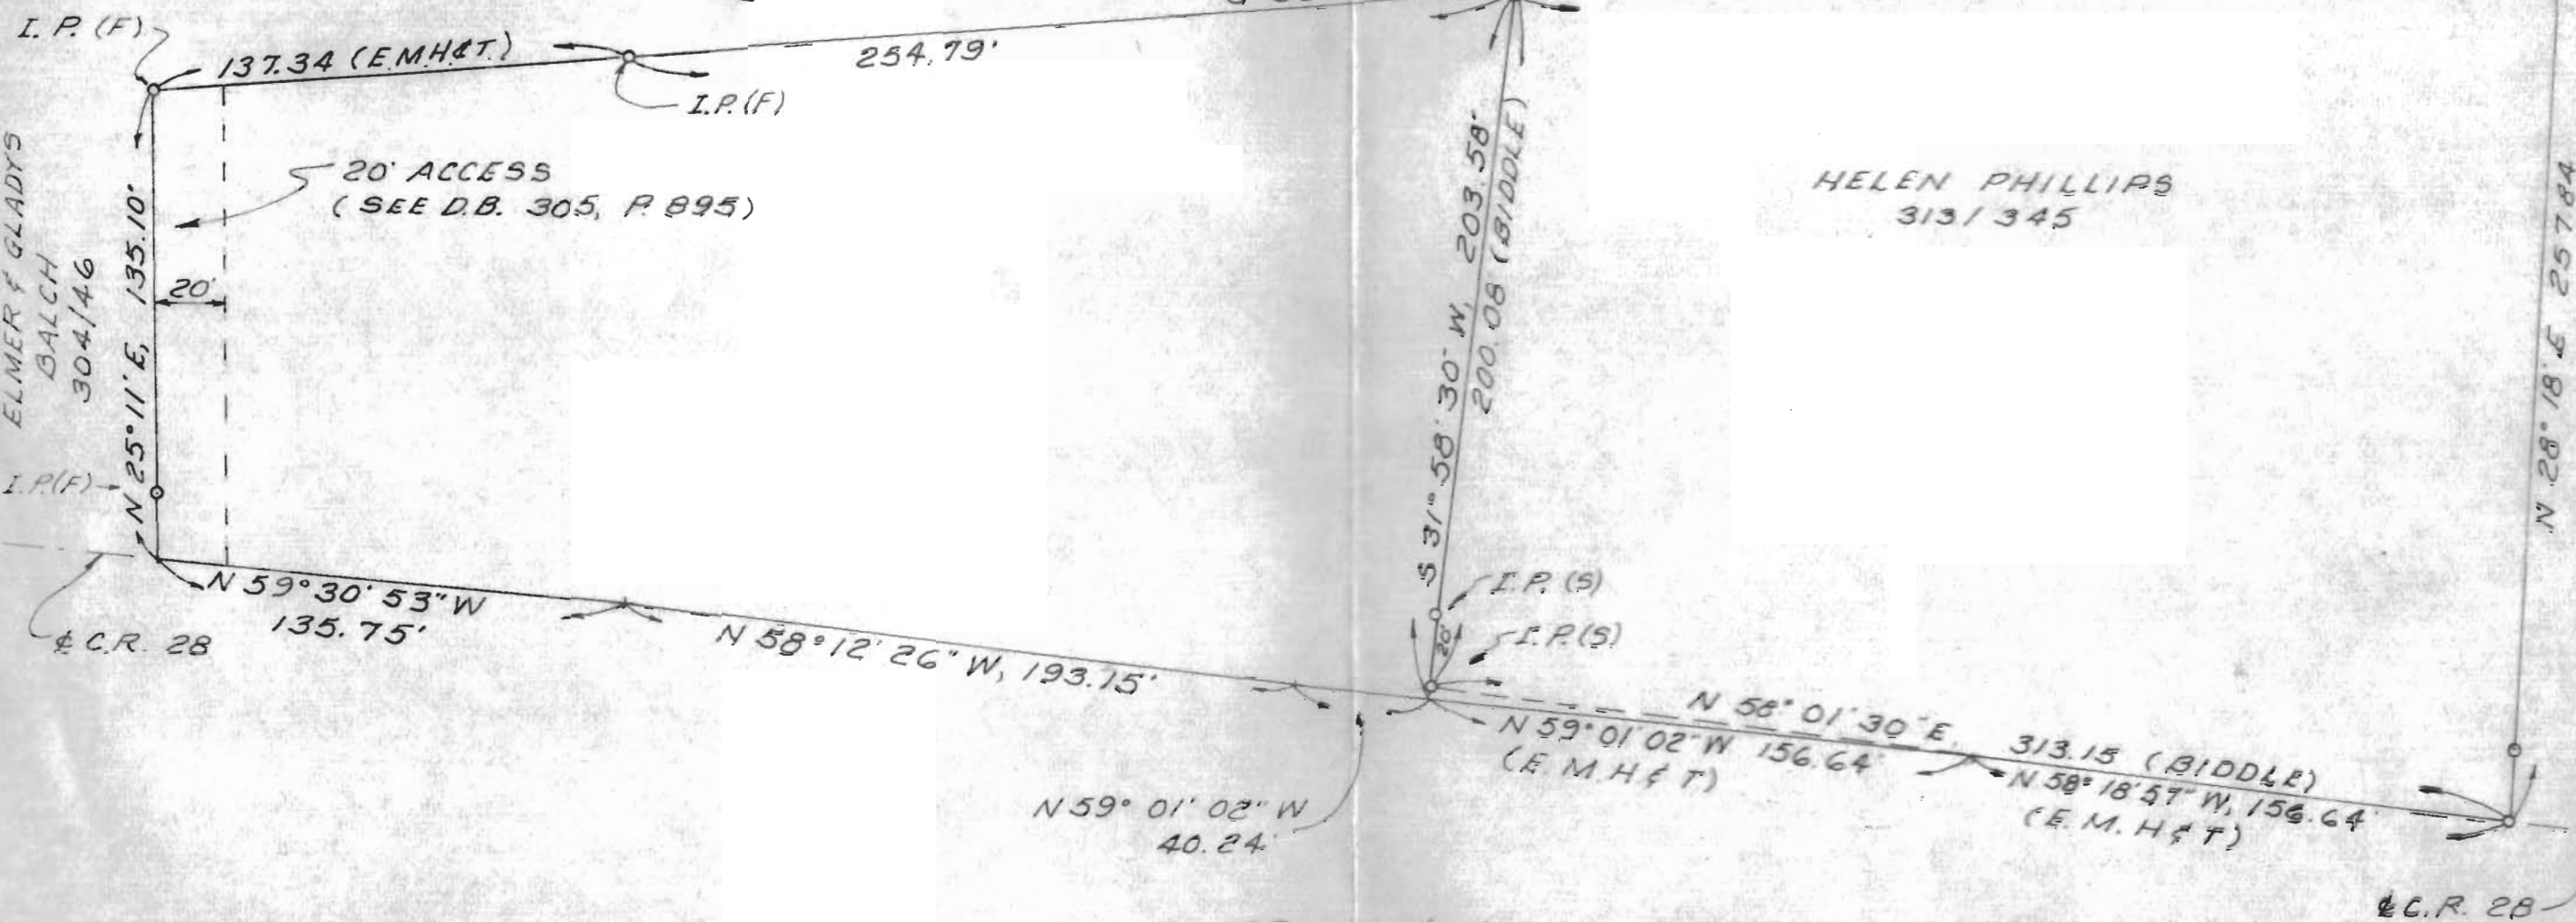 I. P. (F)
137.34 (E.M.H.&T.)
254.79'
I.P.(F)
20' ACCESS
(SEE D.B. 305, P. 895)
ELMER & GLADYS
BALCH
304/46
N 25° 11' E, 135.10'
20'
I.P.(F)
N 59° 30' 53" W
135.75'
℄ C.R. 28
N 58° 12' 26" W, 193.15'
S 31° 58' 30" W, 203.58'
200.08 (BIDDLE)
HELEN PHILLIPS
313/345
N 28° 18' E 257.84
I.P. (S)
I.P.(S)
20'
N 58° 01' 30" E, 313.15 (BIDDLE)
N 59° 01' 02" W 156.64'
(E.M.H & T)
N 58° 18' 57" W, 156.64
(E.M.H & T)
N 59° 01' 02" W
40.24'
℄ C.R. 28